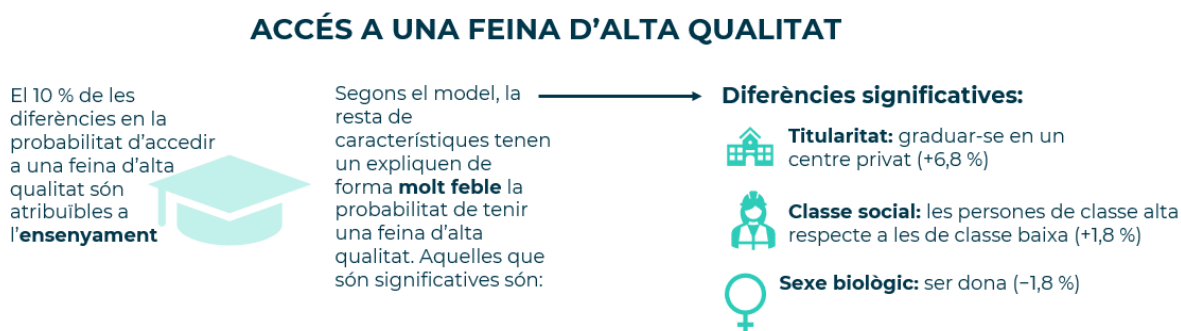 ACCÉS A UNA FEINA D’ALTA QUALITAT
El 10 % de les
diferències en la
probabilitat d’accedir
a una feina d’alta
qualitat són
atribuïbles a
l’ensenyament
Segons el model, la
resta de
característiques tenen
un expliquen de
forma molt feble la
probabilitat de tenir
una feina d’alta
qualitat. Aquelles que
són significatives són:
Diferències significatives:
Titularitat: graduar-se en un
centre privat (+6,8 %)
Classe social: les persones de classe alta
respecte a les de classe baixa (+1,8 %)
Sexe biològic: ser dona (−1,8 %)